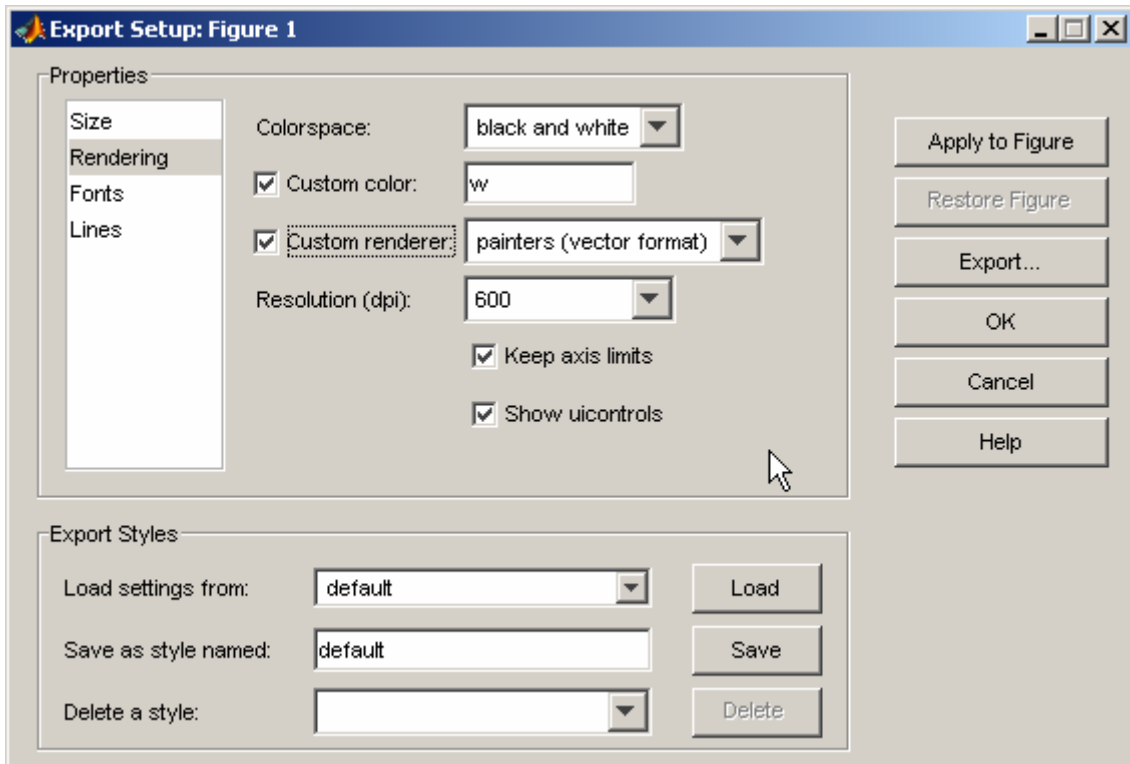 Export Setup: Figure 1
Properties
Size
Rendering
Fonts
Lines
Colorspace: black and white
Custom color: w
Custom renderer: painters (vector format)
Resolution (dpi): 600
Keep axis limits
Show uicontrols
Apply to Figure
Restore Figure
Export...
OK
Cancel
Help
Export Styles
Load settings from: default Load
Save as style named: default Save
Delete a style: Delete